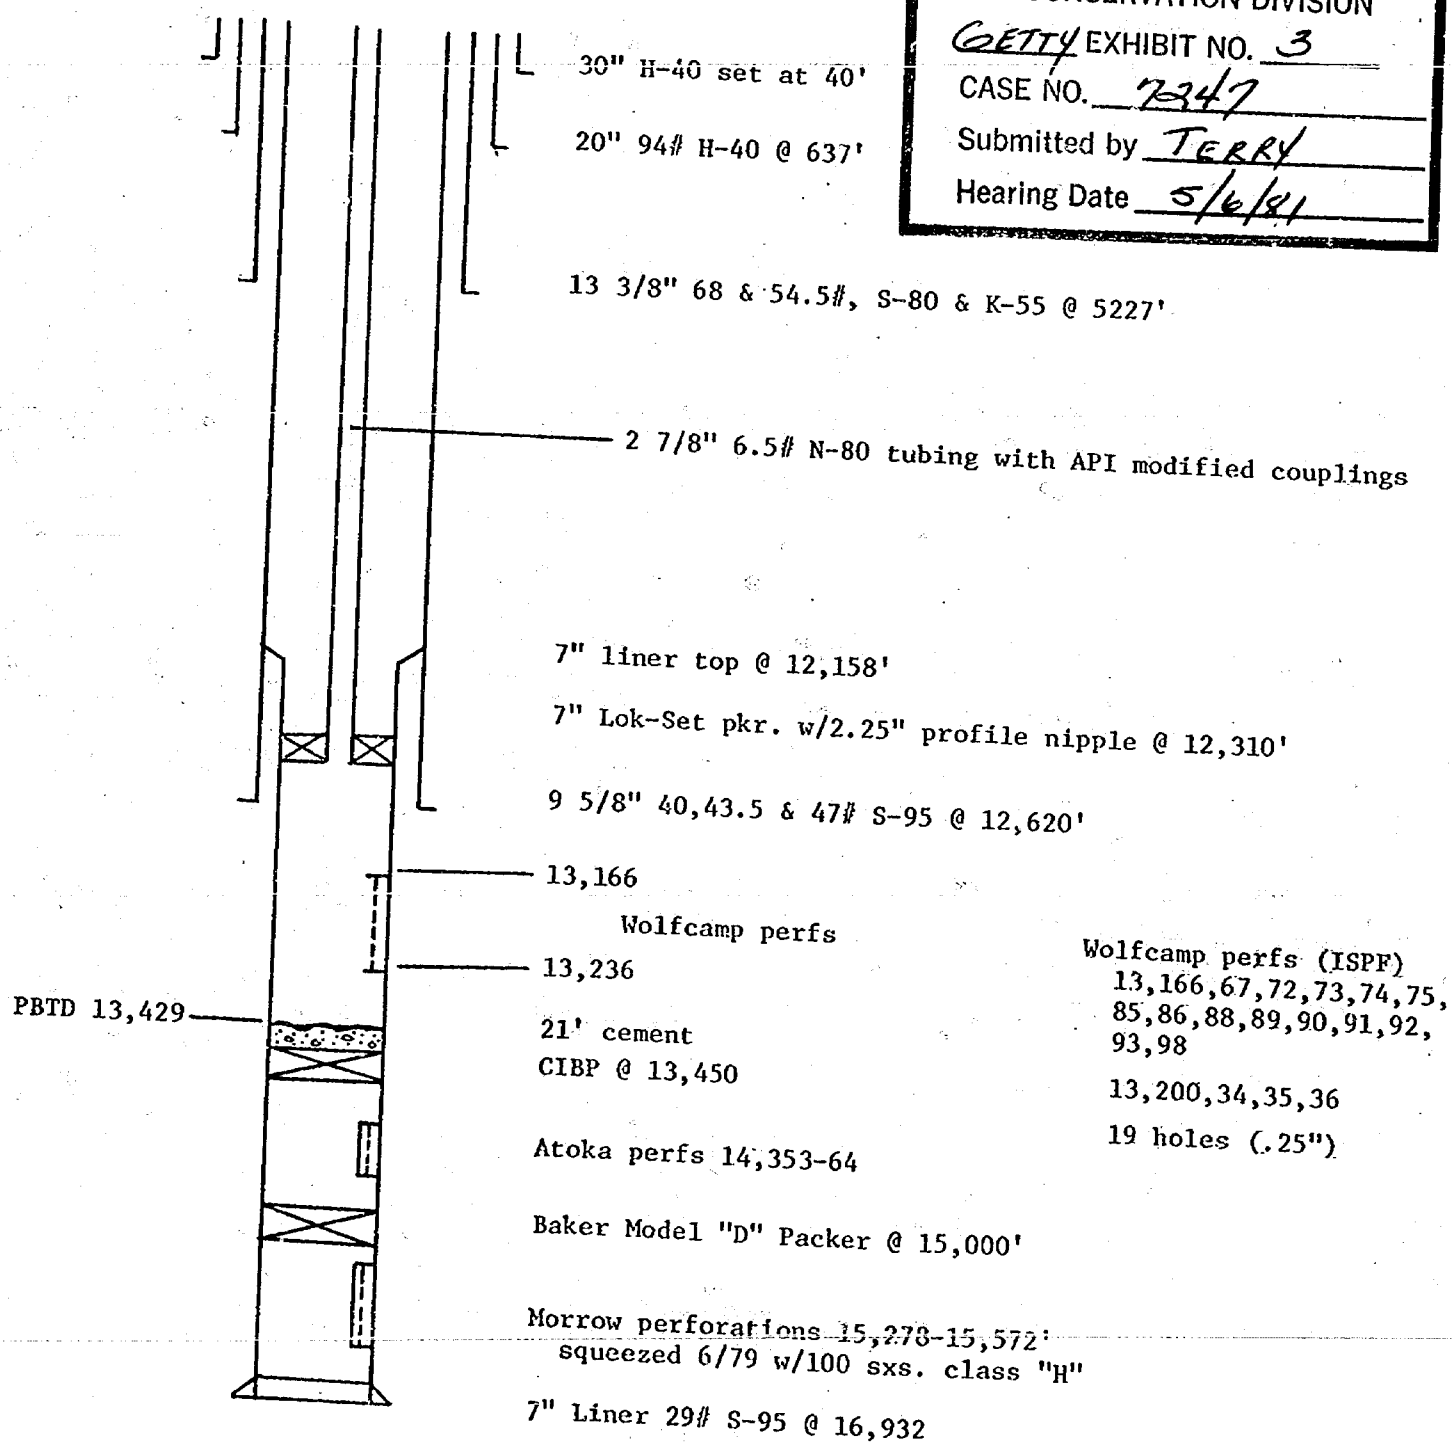 CONSERVATION DIVISION
GETTY EXHIBIT NO. 3
CASE NO. 7247
Submitted by TERRY
Hearing Date 5/6/81
30" H-40 set at 40'
20" 94# H-40 @ 637'
13 3/8" 68 & 54.5#, S-80 & K-55 @ 5227'
2 7/8" 6.5# N-80 tubing with API modified couplings
7" liner top @ 12,158'
7" Lok-Set pkr. w/2.25" profile nipple @ 12,310'
9 5/8" 40,43.5 & 47# S-95 @ 12,620'
13,166
Wolfcamp perfs
13,236
Wolfcamp perfs (ISPF)
13,166,67,72,73,74,75,
85,86,88,89,90,91,92,
93,98
13,200,34,35,36
19 holes (.25")
PBTD 13,429
21' cement
CIBP @ 13,450
Atoka perfs 14,353-64
Baker Model "D" Packer @ 15,000'
Morrow perforations 15,278-15,572'
squeezed 6/79 w/100 sxs. class "H"
7" Liner 29# S-95 @ 16,932